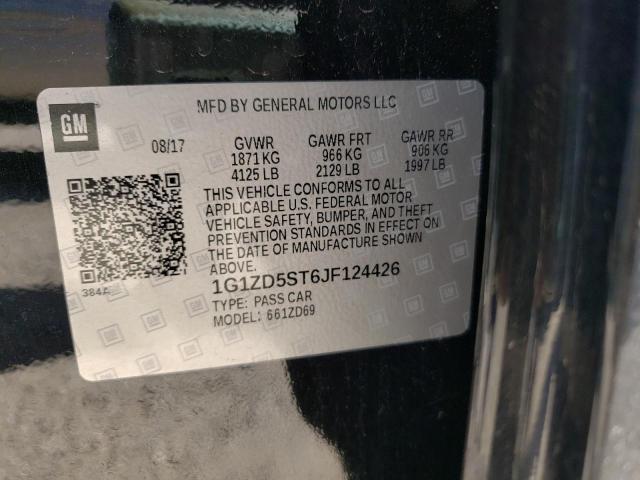 GM
MFD BY GENERAL MOTORS LLC
08/17 GVWR GAWR FRT GAWR RR
1871 KG 966 KG 906 KG
4125 LB 2129 LB 1997 LB
THIS VEHICLE CONFORMS TO ALL
APPLICABLE U.S. FEDERAL MOTOR
VEHICLE SAFETY, BUMPER, AND THEFT
PREVENTION STANDARDS IN EFFECT ON
THE DATE OF MANUFACTURE SHOWN
ABOVE.
384A
1G1ZD5ST6JF124426
TYPE: PASS CAR
MODEL: 661ZD69